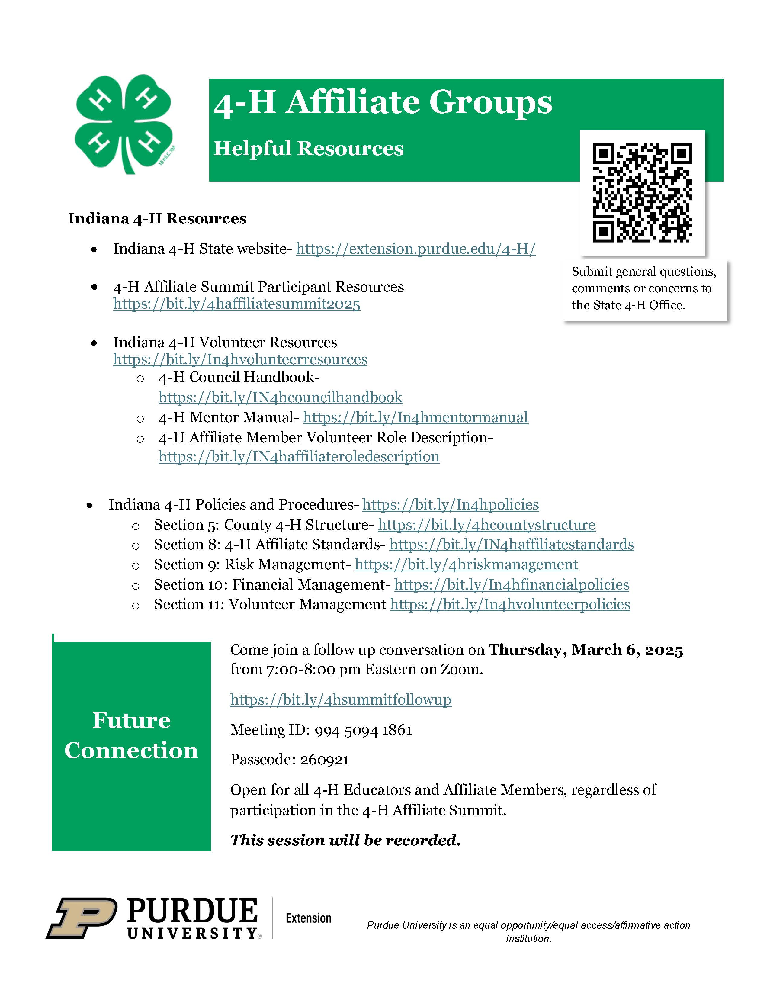 H H
H H
18 U.S.C. 707
4-H Affiliate Groups
Helpful Resources
Indiana 4-H Resources
• Indiana 4-H State website- https://extension.purdue.edu/4-H/
Submit general questions,
comments or concerns to
the State 4-H Office.
• 4-H Affiliate Summit Participant Resources
https://bit.ly/4haffiliatesummit2025
• Indiana 4-H Volunteer Resources
https://bit.ly/In4hvolunteerresources
o 4-H Council Handbook-
https://bit.ly/IN4hcouncilhandbook
o 4-H Mentor Manual- https://bit.ly/In4hmentormanual
o 4-H Affiliate Member Volunteer Role Description-
https://bit.ly/IN4haffiliateroledescription
• Indiana 4-H Policies and Procedures- https://bit.ly/In4hpolicies
o Section 5: County 4-H Structure- https://bit.ly/4hcountystructure
o Section 8: 4-H Affiliate Standards- https://bit.ly/IN4haffiliatestandards
o Section 9: Risk Management- https://bit.ly/4hriskmanagement
o Section 10: Financial Management- https://bit.ly/In4hfinancialpolicies
o Section 11: Volunteer Management https://bit.ly/In4hvolunteerpolicies
Future
Connection
Come join a follow up conversation on Thursday, March 6, 2025
from 7:00-8:00 pm Eastern on Zoom.
https://bit.ly/4hsummitfollowup
Meeting ID: 994 5094 1861
Passcode: 260921
Open for all 4-H Educators and Affiliate Members, regardless of
participation in the 4-H Affiliate Summit.
This session will be recorded.
P PURDUE
UNIVERSITY®
Extension
Purdue University is an equal opportunity/equal access/affirmative action
institution.